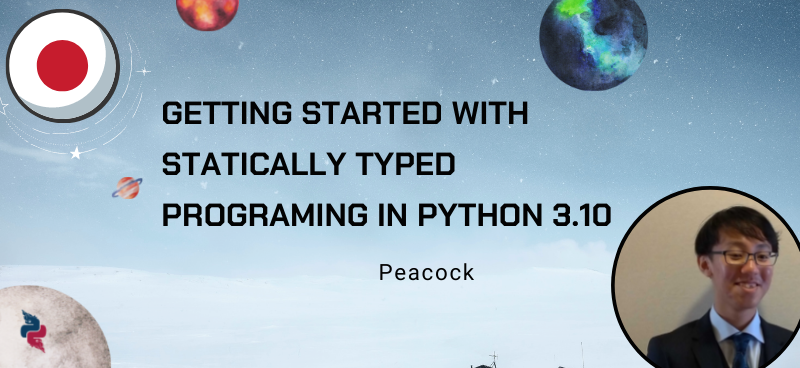 GETTING STARTED WITH
STATICALLY TYPED
PROGRAMING IN PYTHON 3.10
Peacock